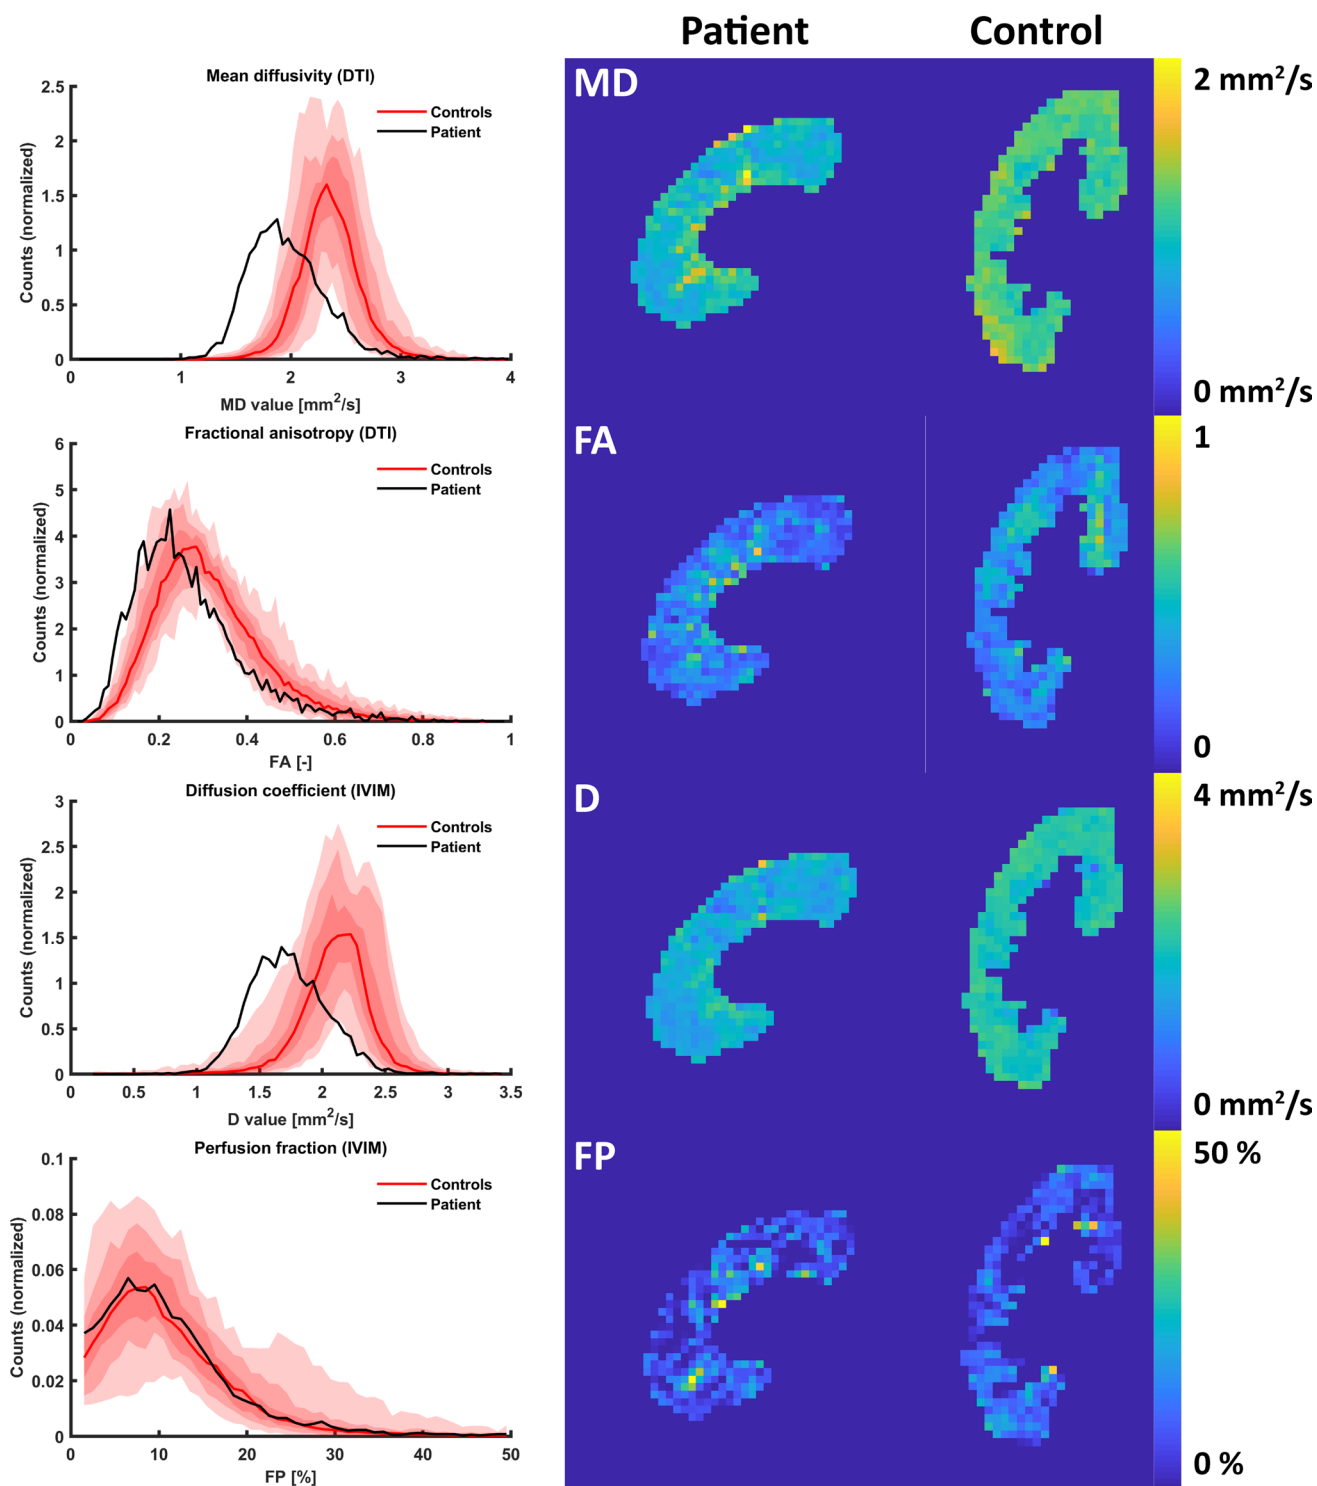 Patient Control
Mean diffusivity (DTI)
2.5
2
1.5
1
0.5
0
Counts (normalized)
Controls
Patient
0 1 2 3 4
MD value [mm²/s]
MD
2 mm²/s
0 mm²/s
Fractional anisotropy (DTI)
6
5
4
3
2
1
0
Counts (normalized)
Controls
Patient
0 0.2 0.4 0.6 0.8 1
FA [-]
FA
1
0
Diffusion coefficient (IVIM)
3
2.5
2
1.5
1
0.5
0
Counts (normalized)
Controls
Patient
0 0.5 1 1.5 2 2.5 3 3.5
D value [mm²/s]
D
4 mm²/s
0 mm²/s
Perfusion fraction (IVIM)
0.1
0.08
0.06
0.04
0.02
0
Counts (normalized)
Controls
Patient
0 10 20 30 40 50
FP [%]
FP
50 %
0 %